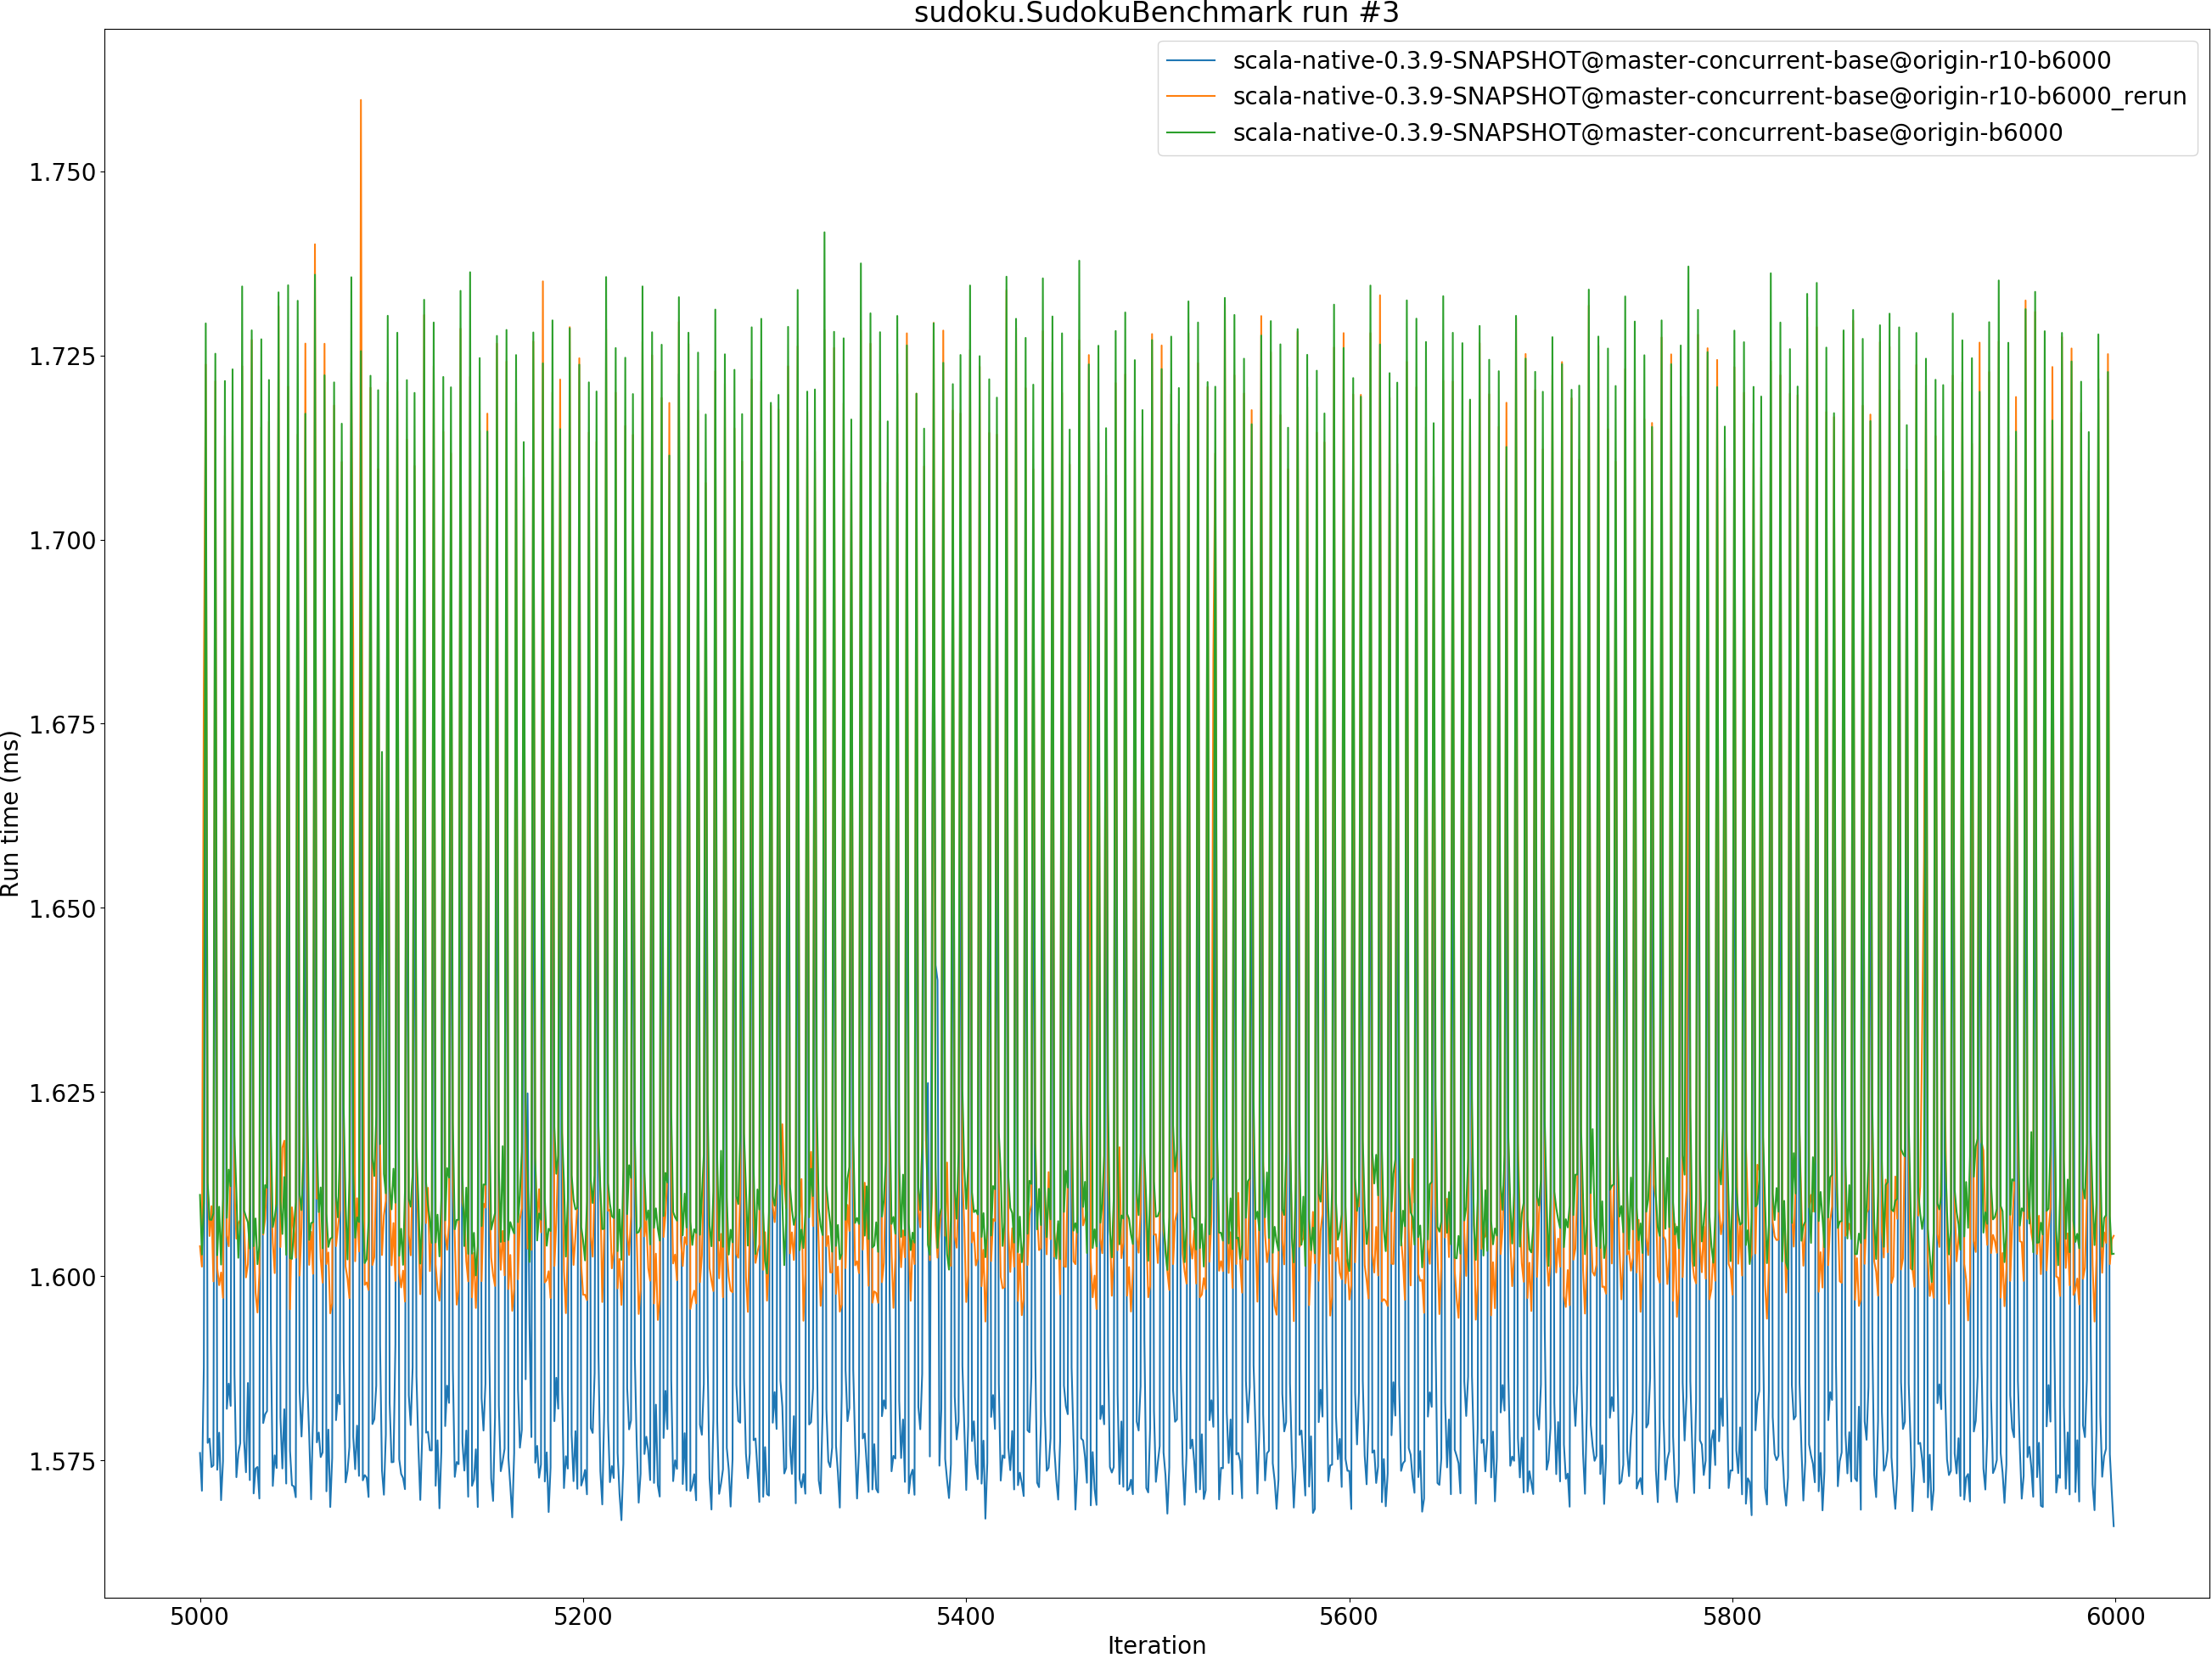 sudoku.SudokuBenchmark run #3
scala-native-0.3.9-SNAPSHOT@master-concurrent-base@origin-r10-b6000
scala-native-0.3.9-SNAPSHOT@master-concurrent-base@origin-r10-b6000_rerun
scala-native-0.3.9-SNAPSHOT@master-concurrent-base@origin-b6000
1.750
1.725
1.700
1.675
1.650
1.625
1.600
1.575
Run time (ms)
5000 5200 5400 5600 5800 6000
Iteration